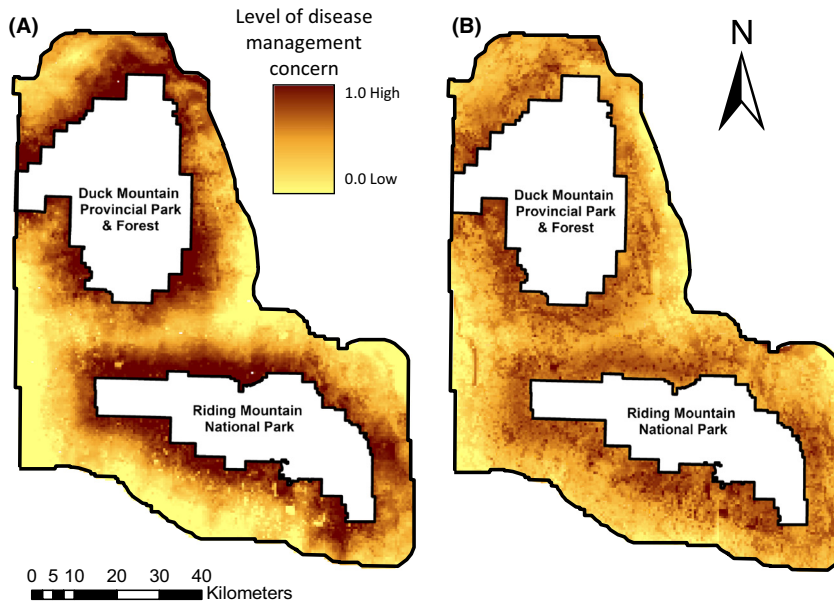 (A)
Level of disease
management
concern
1.0 High
0.0 Low
Duck Mountain
Provincial Park
& Forest
Riding Mountain
National Park
0 5 10 20 30 40
Kilometers
(B)
N
Duck Mountain
Provincial Park
& Forest
Riding Mountain
National Park